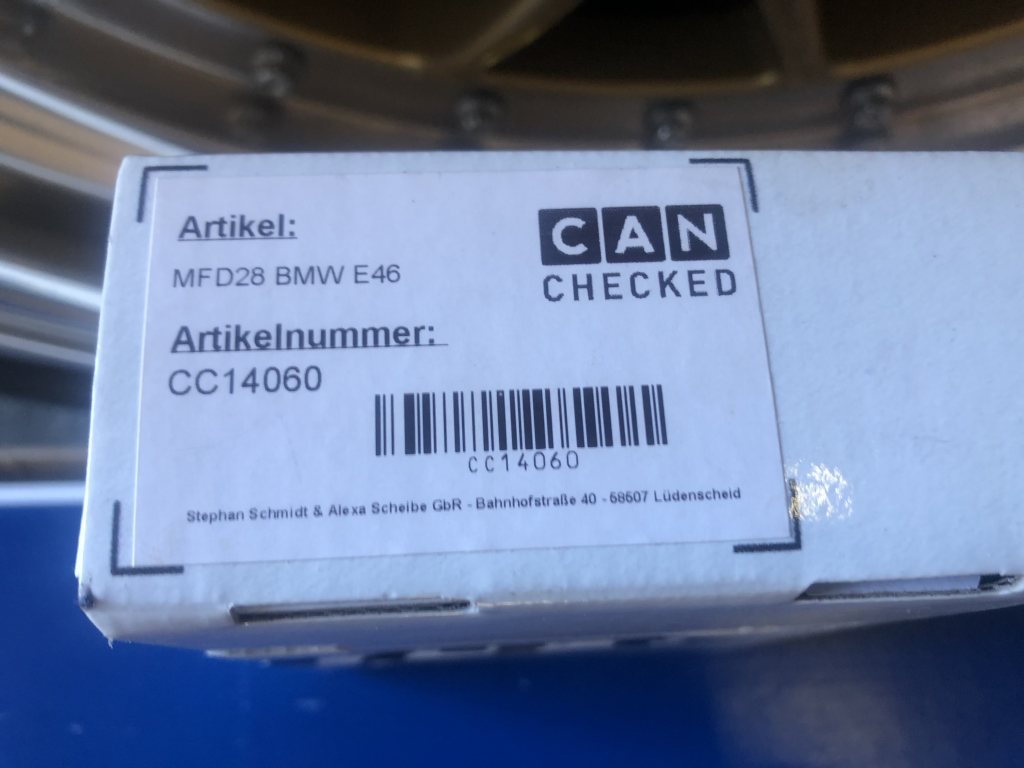 Artikel:
MFD28 BMW E46
CAN
CHECKED
Artikelnummer:
CC14060
CC14060
Stephan Schmidt & Alexa Scheibe GbR - Bahnhofstraße 40 - 58507 Lüdenscheid